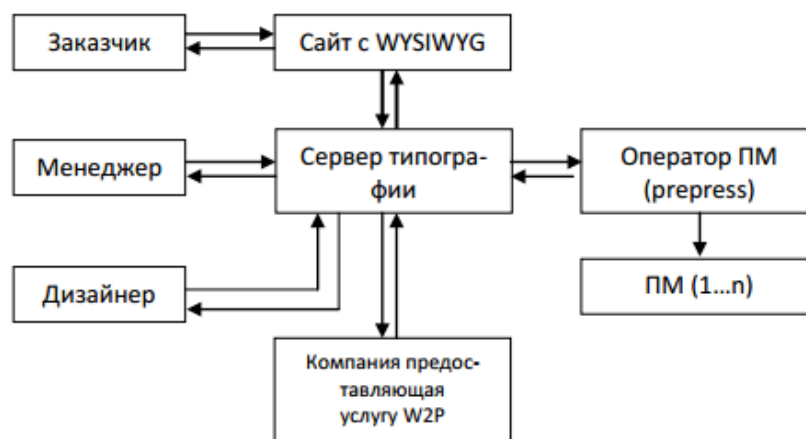 Заказчик
Сайт с WYSIWYG
Менеджер
Сервер типогра-
фии
Оператор ПМ
(prepress)
Дизайнер
ПМ (1...n)
Компания предос-
тавляющая
услугу W2P